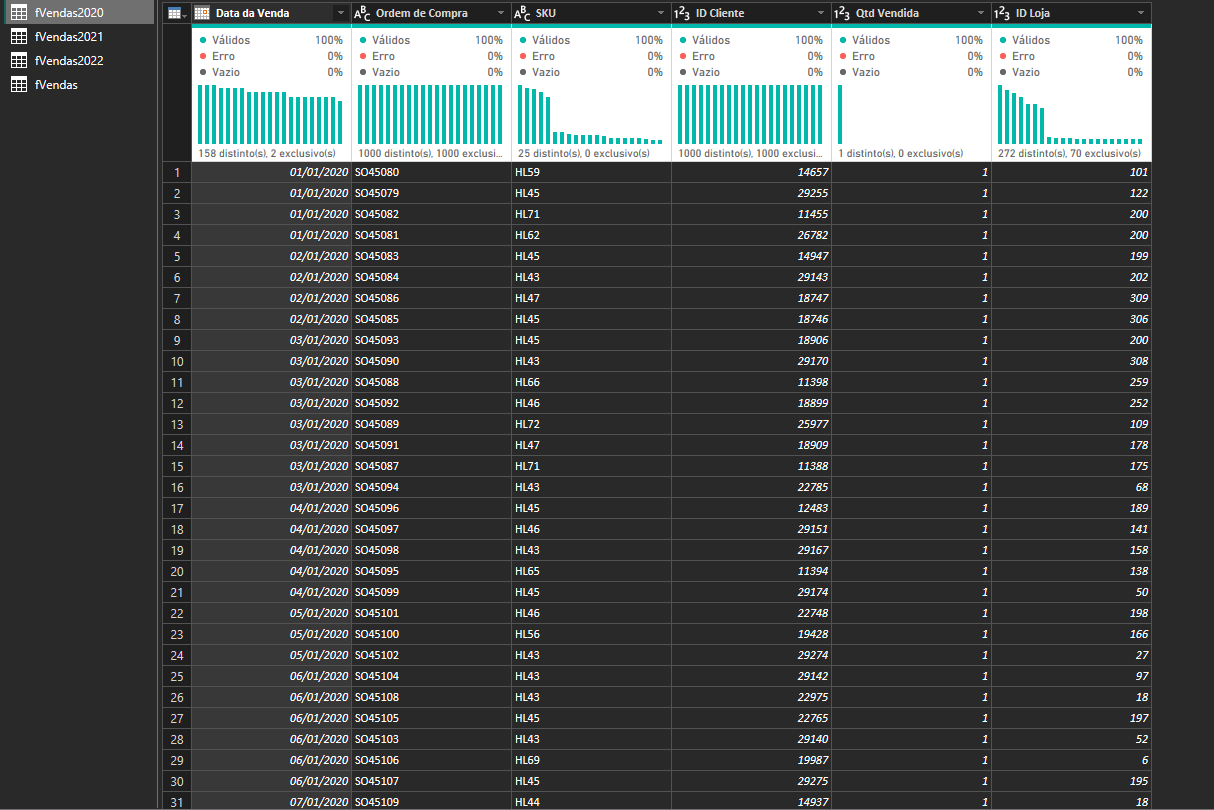 fVendas2020
fVendas2021
fVendas2022
fVendas
Data da Venda ABC Ordem de Compra ABC SKU 123 ID Cliente 123 Qtd Vendida 123 ID Loja
Válidos 100% Válidos 100% Válidos 100% Válidos 100% Válidos 100% Válidos 100%
Erro 0% Erro 0% Erro 0% Erro 0% Erro 0% Erro 0%
Vazio 0% Vazio 0% Vazio 0% Vazio 0% Vazio 0% Vazio 0%
158 distinto(s), 2 exclusivo(s) 1000 distinto(s), 1000 exclusi... 25 distinto(s), 0 exclusivo(s) 1000 distinto(s), 1000 exclusi... 1 distinto(s), 0 exclusivo(s) 272 distinto(s), 70 exclusivo(s)
1 01/01/2020 SO45080 HL59 14657 1 101
2 01/01/2020 SO45079 HL45 29255 1 122
3 01/01/2020 SO45082 HL71 11455 1 200
4 01/01/2020 SO45081 HL62 26782 1 200
5 02/01/2020 SO45083 HL45 14947 1 199
6 02/01/2020 SO45084 HL43 29143 1 202
7 02/01/2020 SO45086 HL47 18747 1 309
8 02/01/2020 SO45085 HL45 18746 1 306
9 03/01/2020 SO45093 HL45 18906 1 200
10 03/01/2020 SO45090 HL43 29170 1 308
11 03/01/2020 SO45088 HL66 11398 1 259
12 03/01/2020 SO45092 HL46 18899 1 252
13 03/01/2020 SO45089 HL72 25977 1 109
14 03/01/2020 SO45091 HL47 18909 1 178
15 03/01/2020 SO45087 HL71 11388 1 175
16 03/01/2020 SO45094 HL43 22785 1 68
17 04/01/2020 SO45096 HL45 12483 1 189
18 04/01/2020 SO45097 HL46 29151 1 141
19 04/01/2020 SO45098 HL43 29167 1 158
20 04/01/2020 SO45095 HL65 11394 1 138
21 04/01/2020 SO45099 HL45 29174 1 50
22 05/01/2020 SO45101 HL46 22748 1 198
23 05/01/2020 SO45100 HL56 19428 1 166
24 05/01/2020 SO45102 HL43 29274 1 27
25 06/01/2020 SO45104 HL43 29142 1 97
26 06/01/2020 SO45108 HL43 22975 1 18
27 06/01/2020 SO45105 HL45 22765 1 197
28 06/01/2020 SO45103 HL43 29140 1 52
29 06/01/2020 SO45106 HL69 19987 1 6
30 06/01/2020 SO45107 HL45 29275 1 195
31 07/01/2020 SO45109 HL44 14937 1 18